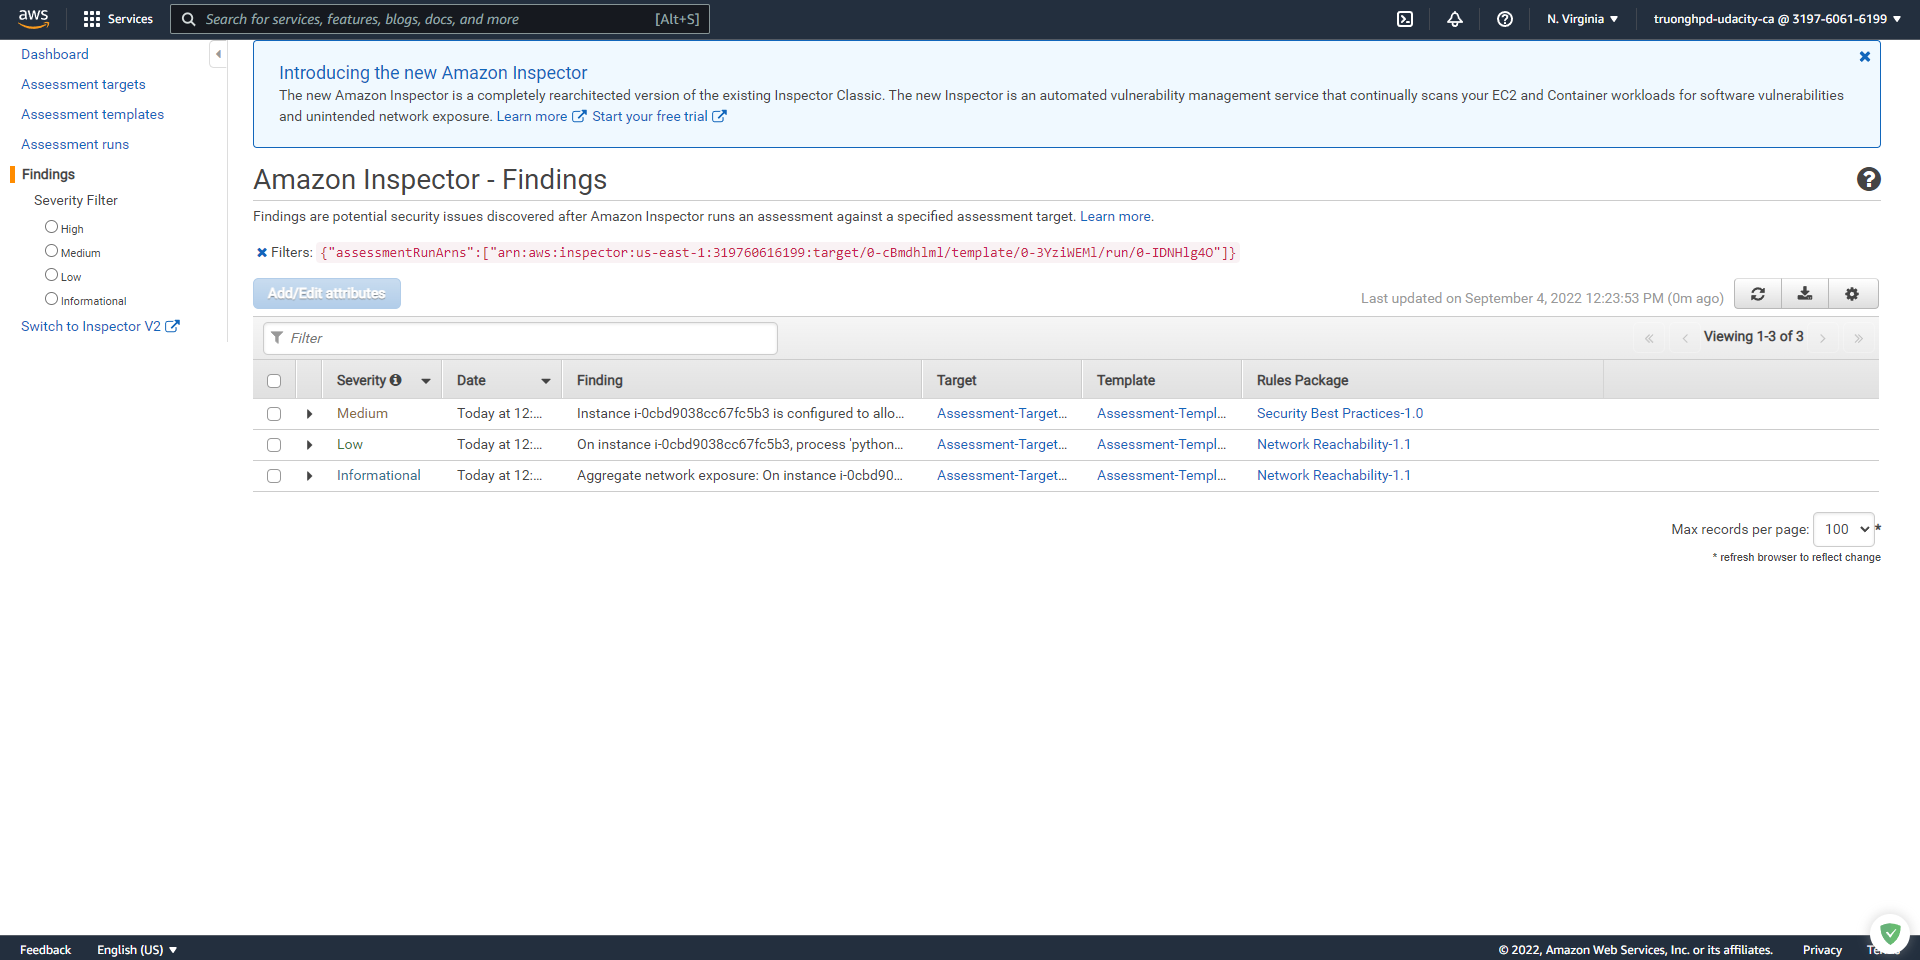 aws
Services
Search for services, features, blogs, docs, and more
[Alt+S]
N. Virginia
truonghpd-udacity-ca @ 3197-6061-6199
Dashboard
Assessment targets
Assessment templates
Assessment runs
Findings
Severity Filter
High
Medium
Low
Informational
Switch to Inspector V2
Introducing the new Amazon Inspector
The new Amazon Inspector is a completely rearchitected version of the existing Inspector Classic. The new Inspector is an automated vulnerability management service that continually scans your EC2 and Container workloads for software vulnerabilities
and unintended network exposure. Learn more Start your free trial
Amazon Inspector - Findings
Findings are potential security issues discovered after Amazon Inspector runs an assessment against a specified assessment target. Learn more.
Filters: {"assessmentRunArns":["arn:aws:inspector:us-east-1:319760616199:target/0-cBmdhlml/template/0-3YziWEMl/run/0-IDNHlg4O"]}
Add/Edit attributes
Last updated on September 4, 2022 12:23:53 PM (0m ago)
Filter
Viewing 1-3 of 3
Severity Date Finding Target Template Rules Package
Medium Today at 12:... Instance i-0cbd9038cc67fc5b3 is configured to allo... Assessment-Target... Assessment-Templ... Security Best Practices-1.0
Low Today at 12:... On instance i-0cbd9038cc67fc5b3, process 'python... Assessment-Target... Assessment-Templ... Network Reachability-1.1
Informational Today at 12:... Aggregate network exposure: On instance i-0cbd90... Assessment-Target... Assessment-Templ... Network Reachability-1.1
Max records per page: 100 *
* refresh browser to reflect change
Feedback
English (US)
© 2022, Amazon Web Services, Inc. or its affiliates.
Privacy